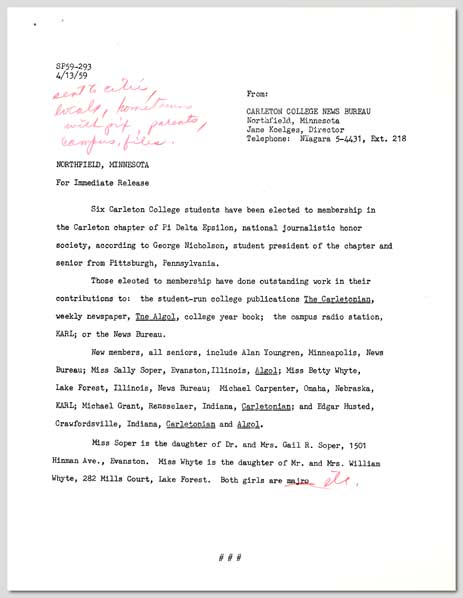 SP59-293
4/13/59
sent to cities,
locals, hometowns
with pix, parents,
campus, files.
From:
CARLETON COLLEGE NEWS BUREAU
Northfield, Minnesota
Jane Koelges, Director
Telephone: NIagara 5-4431, Ext. 218
NORTHFIELD, MINNESOTA
For Immediate Release
Six Carleton College students have been elected to membership in
the Carleton chapter of Pi Delta Epsilon, national journalistic honor
society, according to George Nicholson, student president of the chapter and
senior from Pittsburgh, Pennsylvania.
Those elected to membership have done outstanding work in their
contributions to: the student-run college publications The Carletonian,
weekly newspaper, The Algol, college year book; the campus radio station,
KARL; or the News Bureau.
New members, all seniors, include Alan Youngren, Minneapolis, News
Bureau; Miss Sally Soper, Evanston,Illinois, Algol; Miss Betty Whyte,
Lake Forest, Illinois, News Bureau; Michael Carpenter, Omaha, Nebraska,
KARL; Michael Grant, Rensselaer, Indiana, Carletonian; and Edgar Husted,
Crawfordsville, Indiana, Carletonian and Algol.
Miss Soper is the daughter of Dr. and Mrs. Gail R. Soper, 1501
Hinman Ave., Evanston. Miss Whyte is the daughter of Mr. and Mrs. William
Whyte, 282 Mills Court, Lake Forest. Both girls are majro etc.
# # #